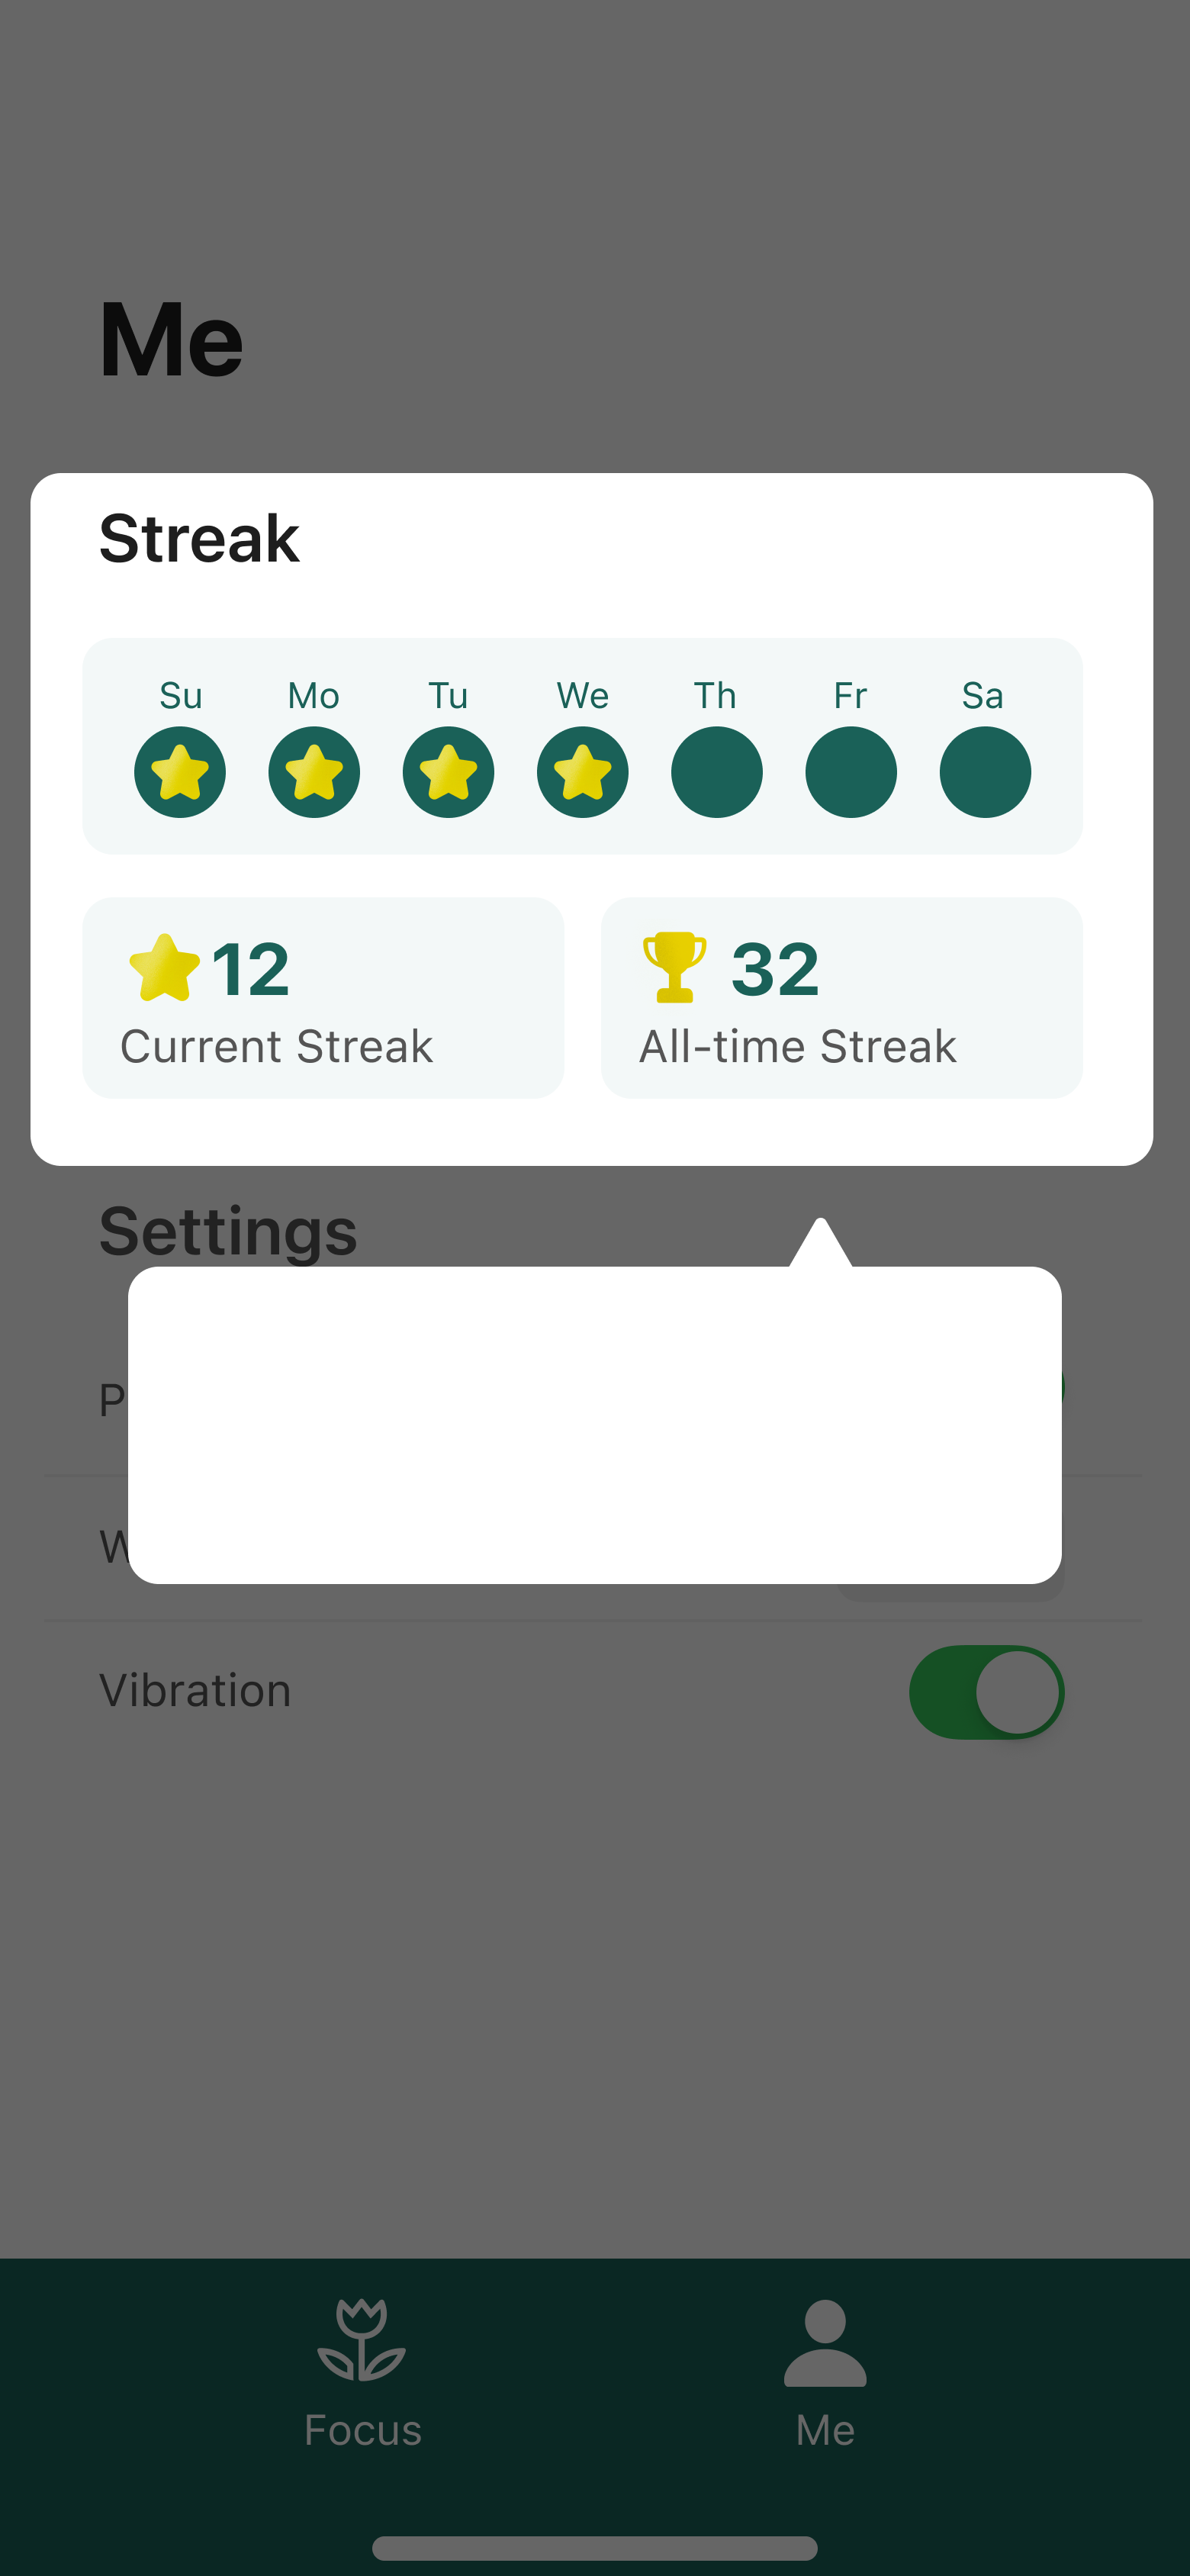 Me
Streak
Su Mo Tu We Th Fr Sa
12
Current Streak
32
All-time Streak
Settings
Vibration
Focus
Me